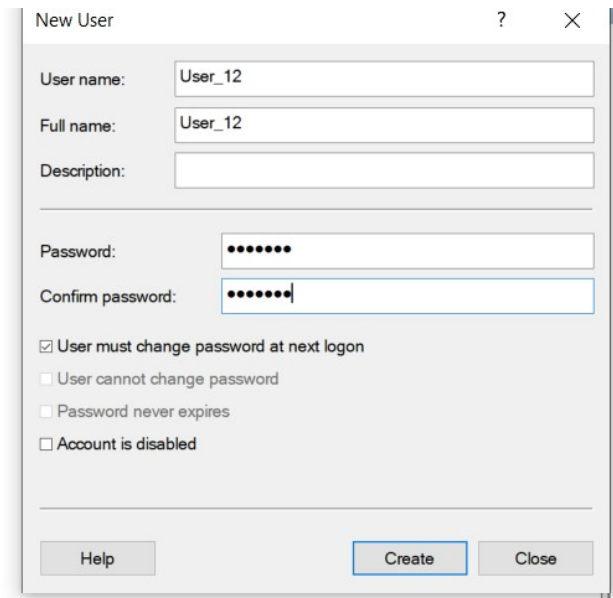 New User ?
User name: User_12
Full name: User_12
Description:
Password: •••••••
Confirm password: •••••••
User must change password at next logon
User cannot change password
Password never expires
Account is disabled
Help Create Close